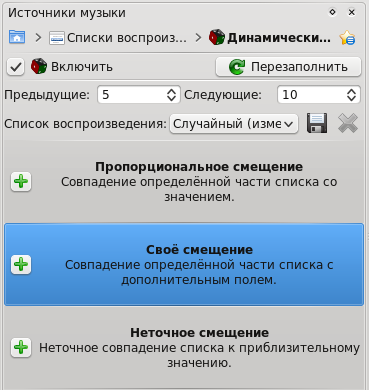 Источники музыки
Списки воспроиз... Динамически...
Включить Перезаполнить
Предыдущие: 5 Следующие: 10
Список воспроизведения: Случайный (изме
Пропорциональное смещение
Совпадение определённой части списка со
значением.
Своё смещение
Совпадение определённой части списка с
дополнительным полем.
Неточное смещение
Неточное совпадение списка к приблизительному
значению.